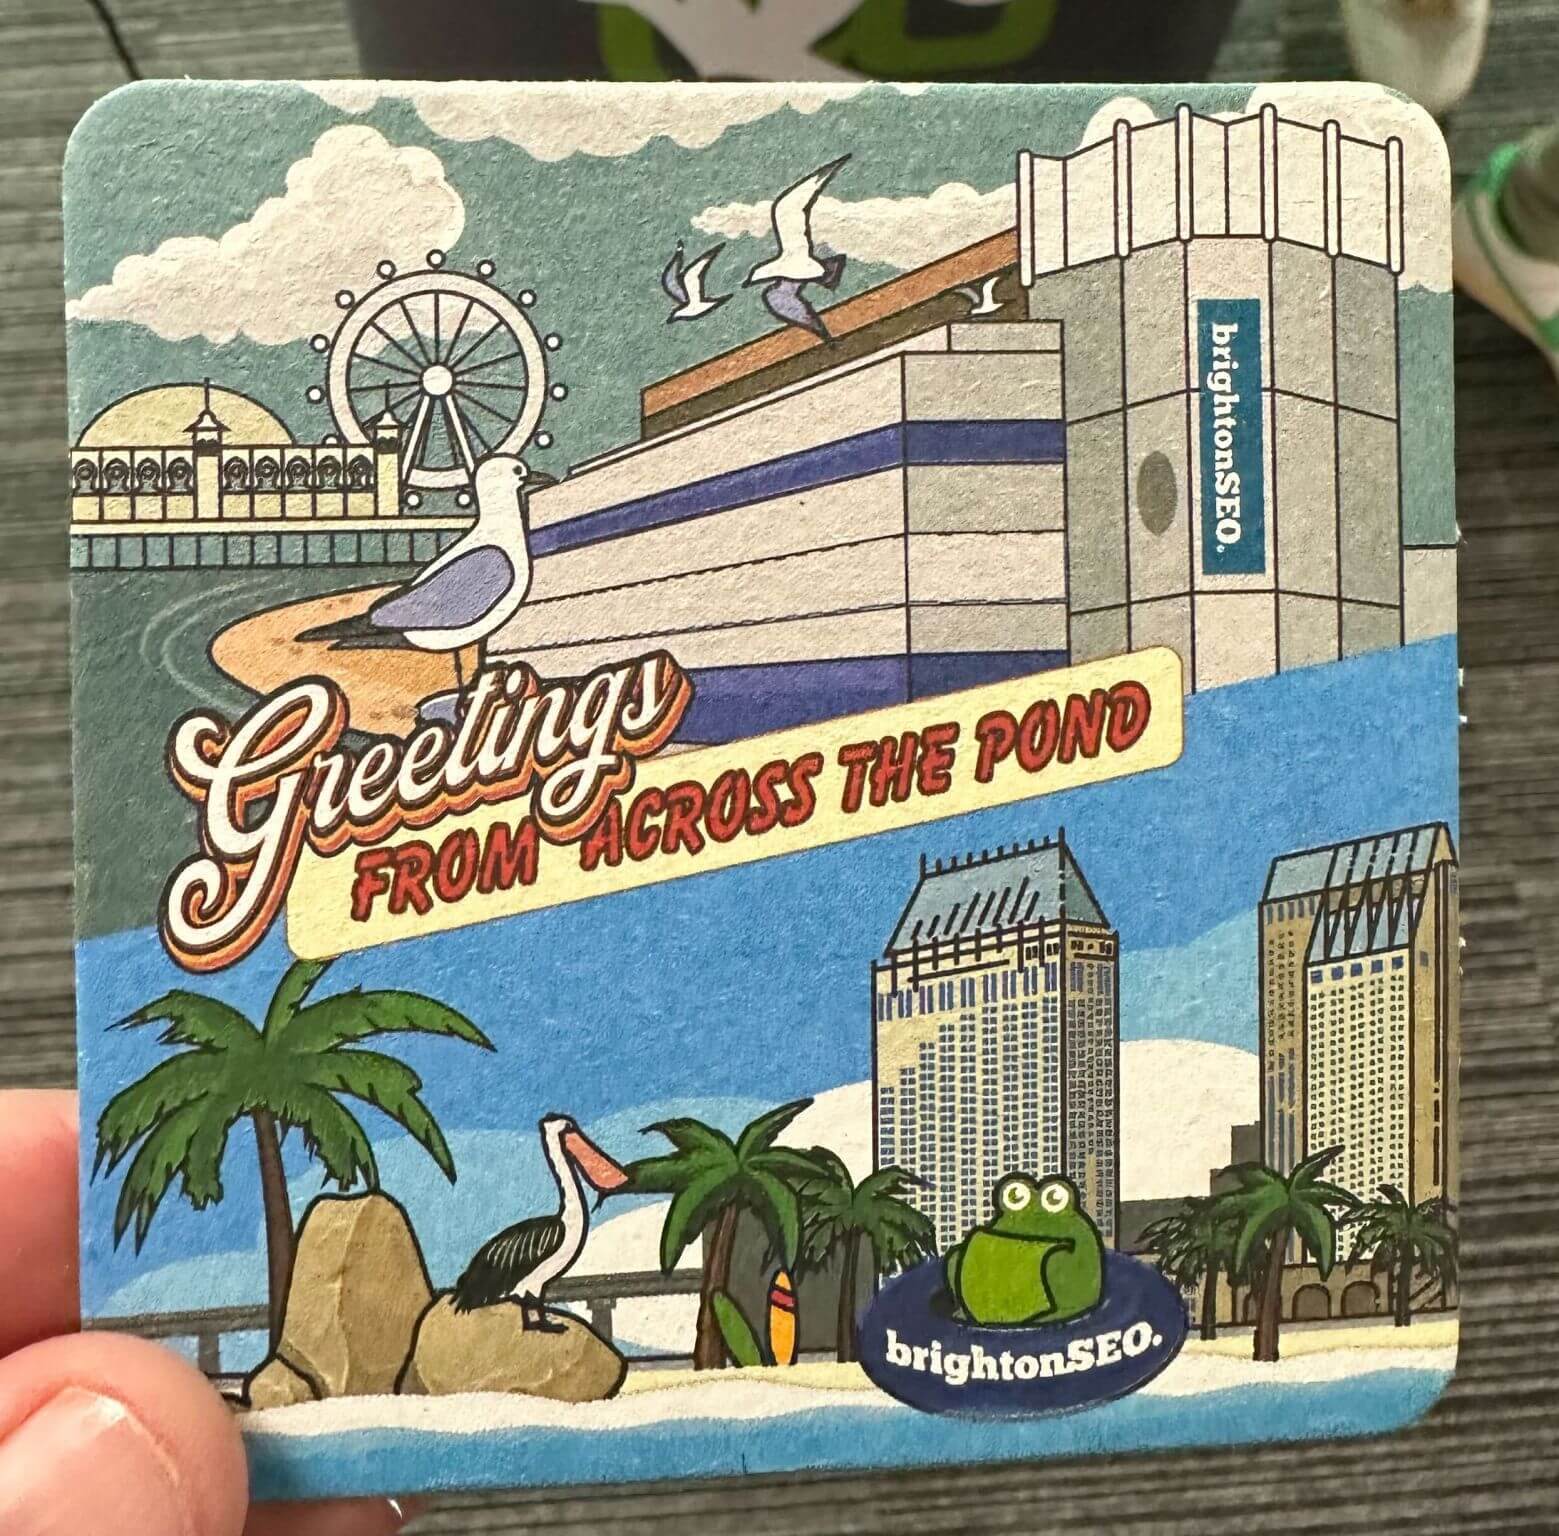 brightonSEO.
Greetings
FROM ACROSS THE POND
brightonSEO.